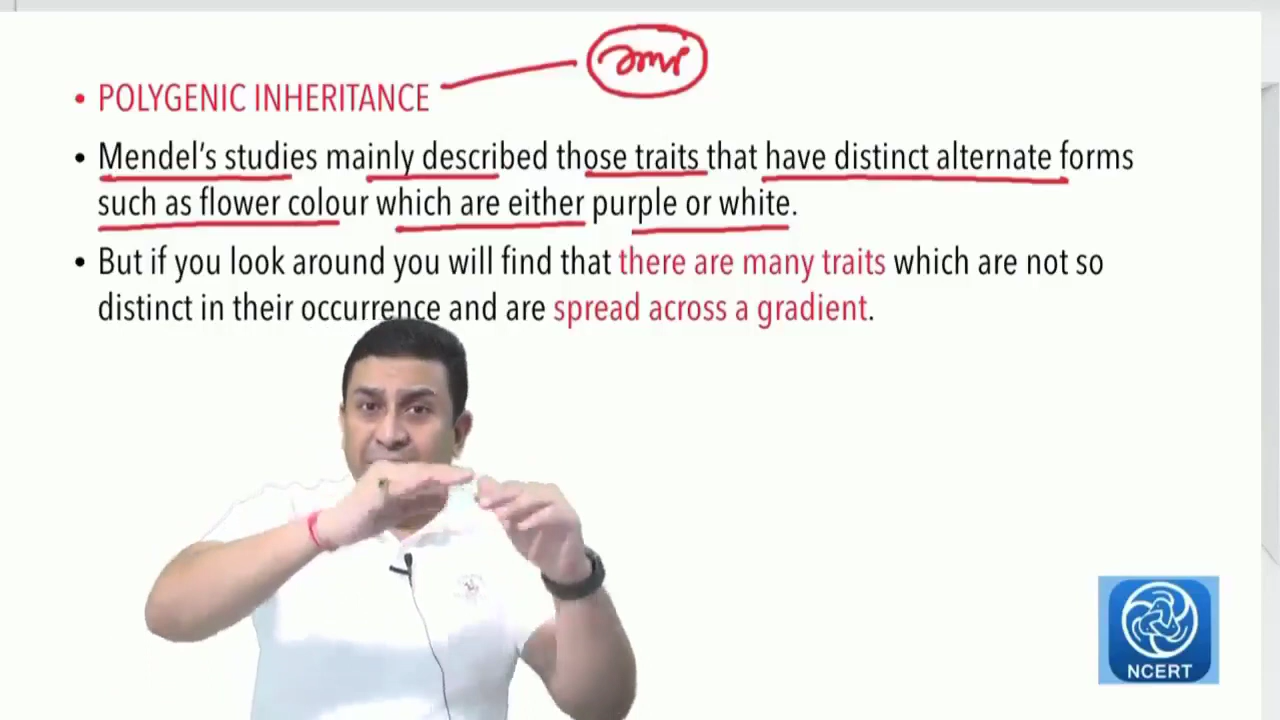 • POLYGENIC INHERITANCE
• Mendel's studies mainly described those traits that have distinct alternate forms
such as flower colour which are either purple or white.
• But if you look around you will find that there are many traits which are not so
distinct in their occurrence and are spread across a gradient.
NCERT